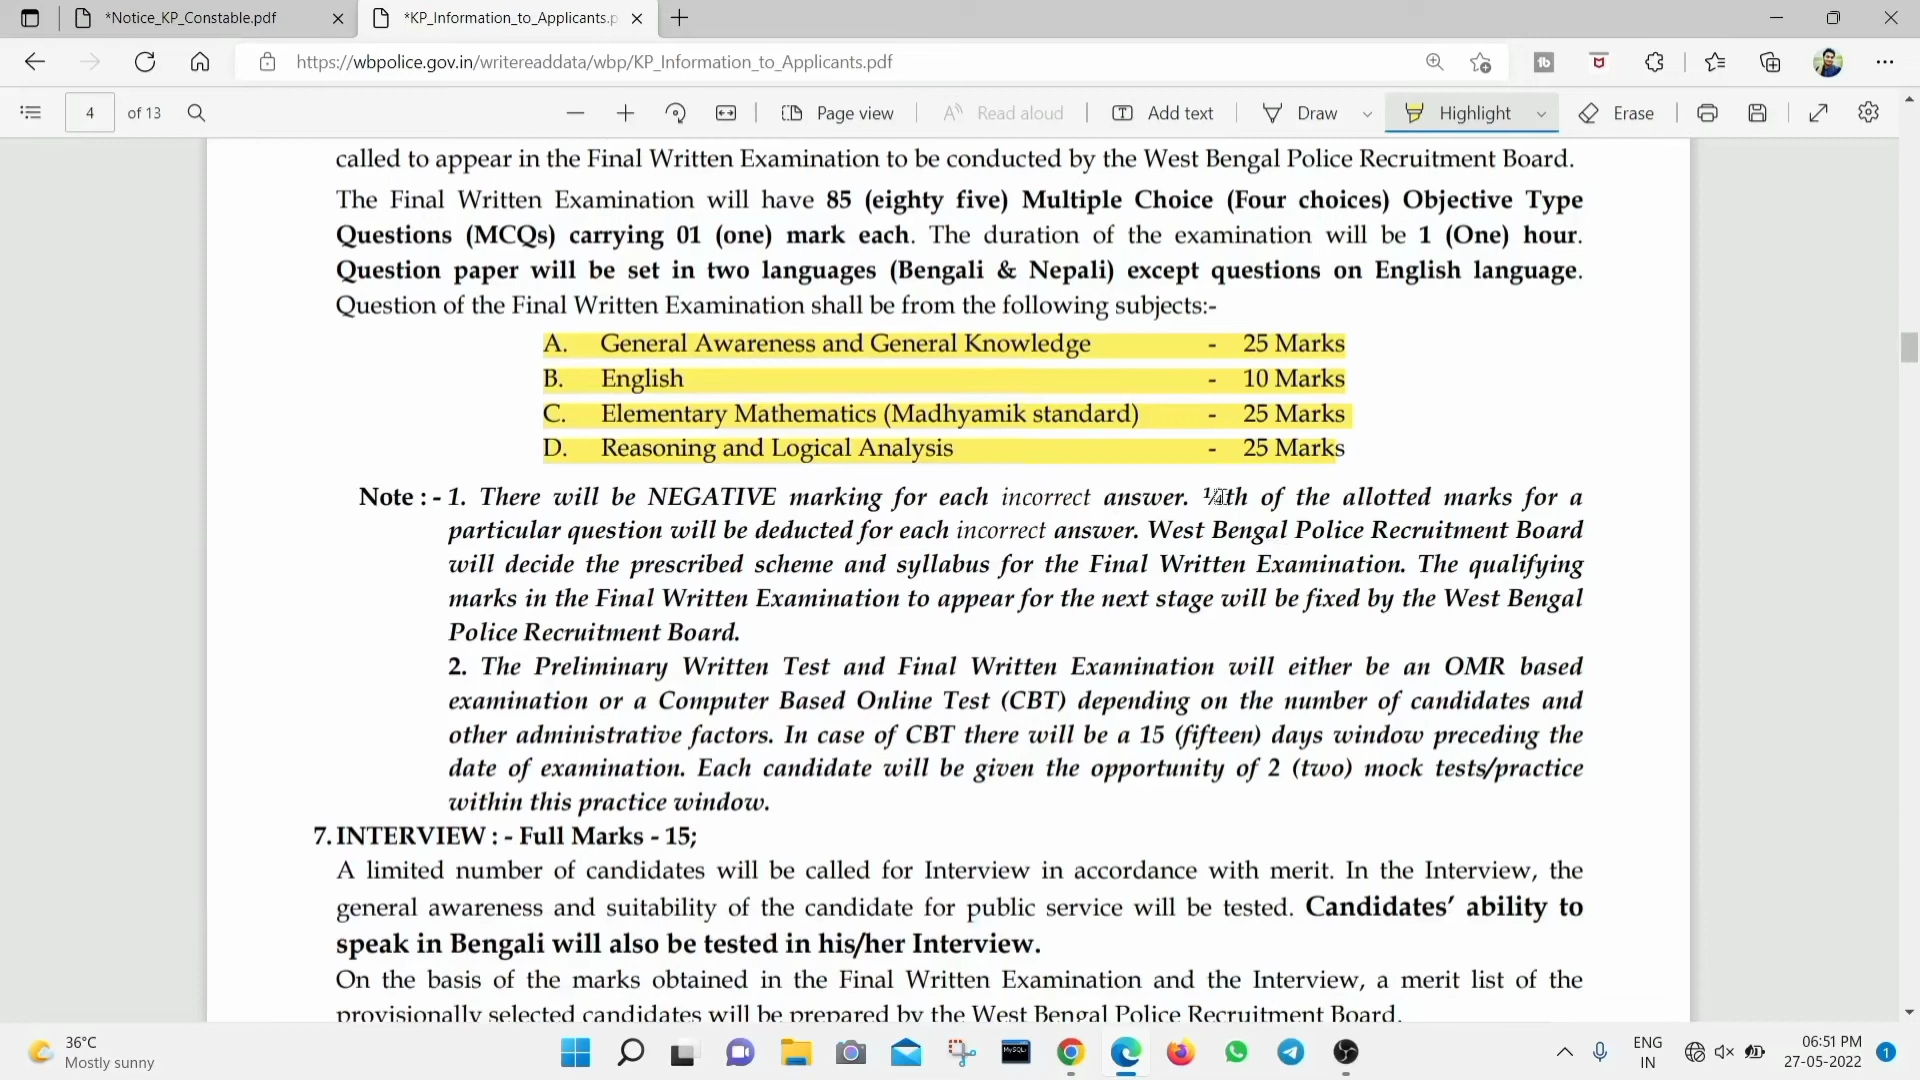 *Notice_KP_Constable.pdf
*KP_Information_to_Applicants.p
https://wbpolice.gov.in/writereaddata/wbp/KP_Information_to_Applicants.pdf
4 of 13
Page view
Read aloud
Add text
Draw
Highlight
Erase
called to appear in the Final Written Examination to be conducted by the West Bengal Police Recruitment Board.
The Final Written Examination will have 85 (eighty five) Multiple Choice (Four choices) Objective Type
Questions (MCQs) carrying 01 (one) mark each. The duration of the examination will be 1 (One) hour.
Question paper will be set in two languages (Bengali & Nepali) except questions on English language.
Question of the Final Written Examination shall be from the following subjects:-
A. General Awareness and General Knowledge - 25 Marks
B. English - 10 Marks
C. Elementary Mathematics (Madhyamik standard) - 25 Marks
D. Reasoning and Logical Analysis - 25 Marks
Note : - 1. There will be NEGATIVE marking for each incorrect answer. ¼th of the allotted marks for a
particular question will be deducted for each incorrect answer. West Bengal Police Recruitment Board
will decide the prescribed scheme and syllabus for the Final Written Examination. The qualifying
marks in the Final Written Examination to appear for the next stage will be fixed by the West Bengal
Police Recruitment Board.
2. The Preliminary Written Test and Final Written Examination will either be an OMR based
examination or a Computer Based Online Test (CBT) depending on the number of candidates and
other administrative factors. In case of CBT there will be a 15 (fifteen) days window preceding the
date of examination. Each candidate will be given the opportunity of 2 (two) mock tests/practice
within this practice window.
7. INTERVIEW : - Full Marks - 15;
A limited number of candidates will be called for Interview in accordance with merit. In the Interview, the
general awareness and suitability of the candidate for public service will be tested. Candidates' ability to
speak in Bengali will also be tested in his/her Interview.
On the basis of the marks obtained in the Final Written Examination and the Interview, a merit list of the
provisionally selected candidates will be prepared by the West Bengal Police Recruitment Board.
36°C
Mostly sunny
MySQL
ENG
IN
06:51 PM
27-05-2022
1